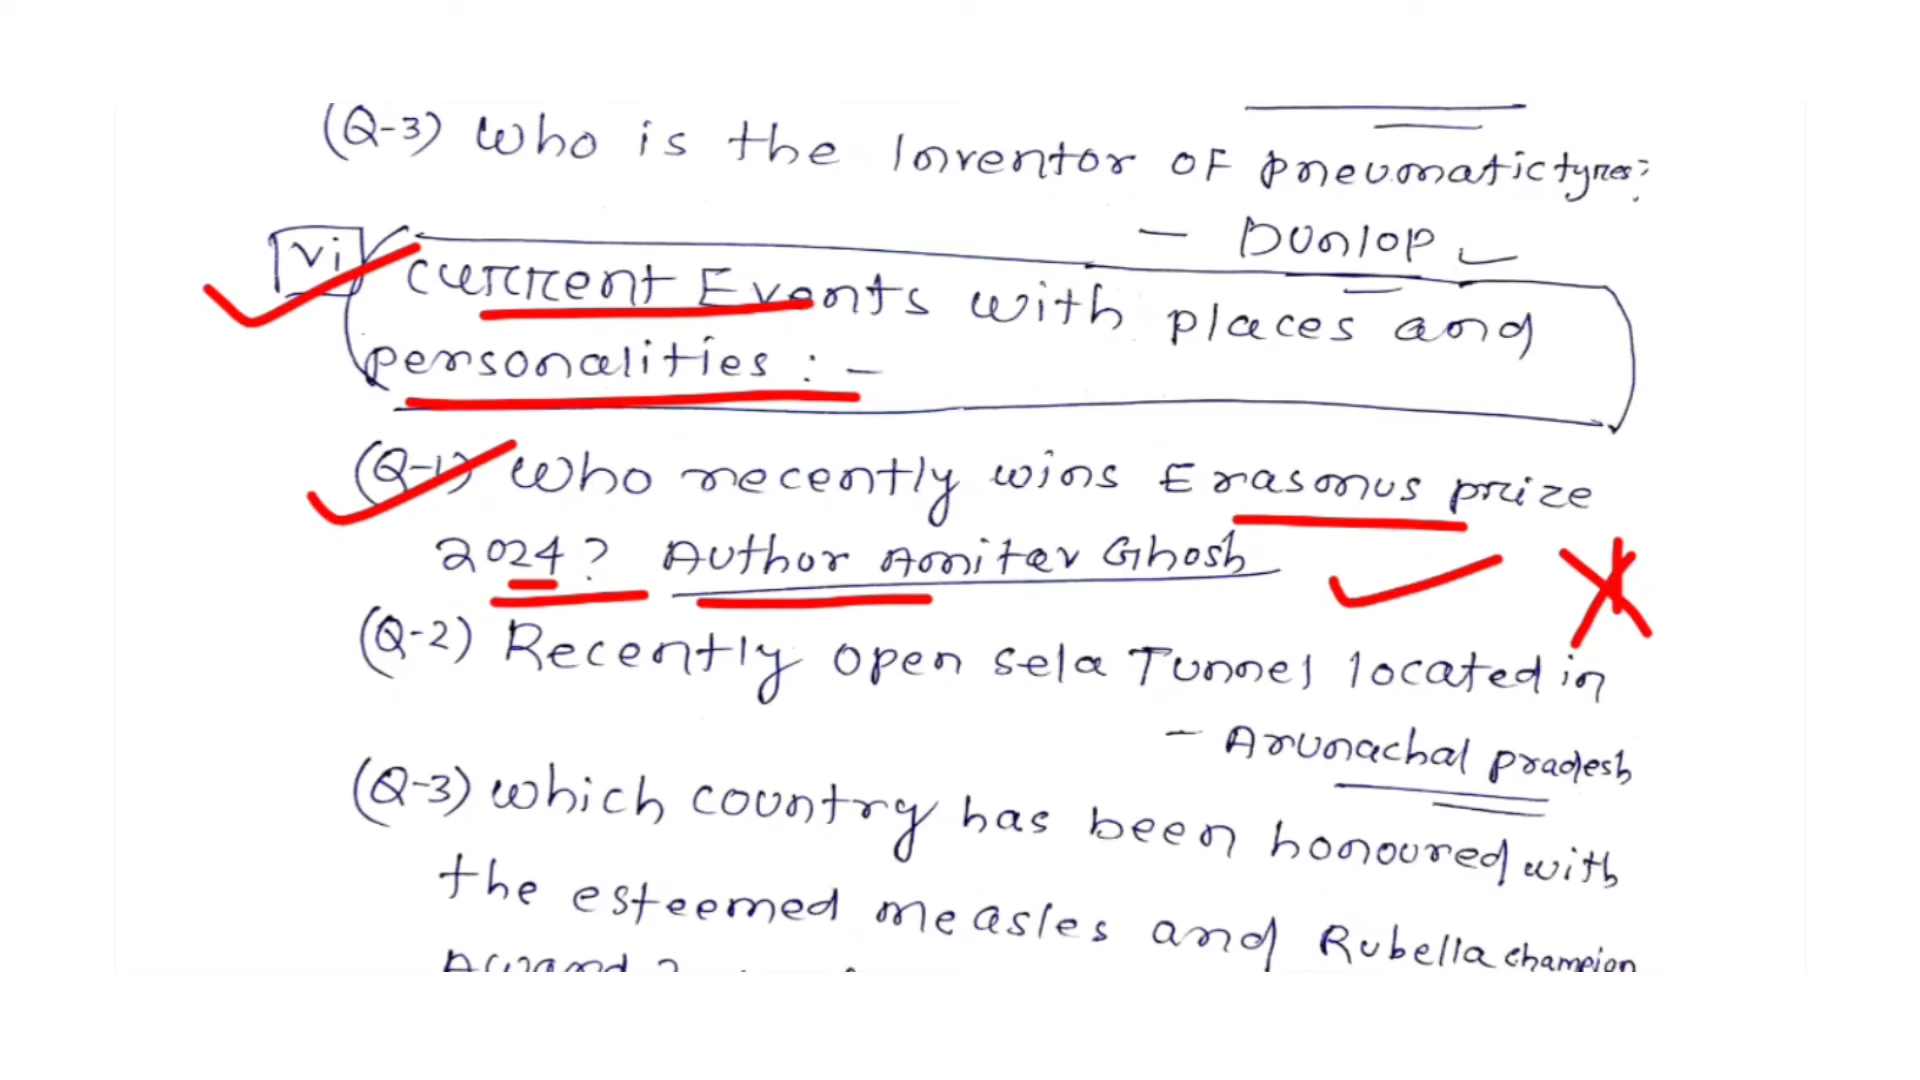 (Q-3) Who is the Inventor of pneumatic tyres?
- Dunlop
vi Current Events with places and
personalities : -
(Q-1) Who recently wins Erasmus prize
2024? Author Amitav Ghosh
(Q-2) Recently open sela Tunnel located in
- Arunachal pradesh
(Q-3) which country has been honoured with
the esteemed measles and Rubella champion